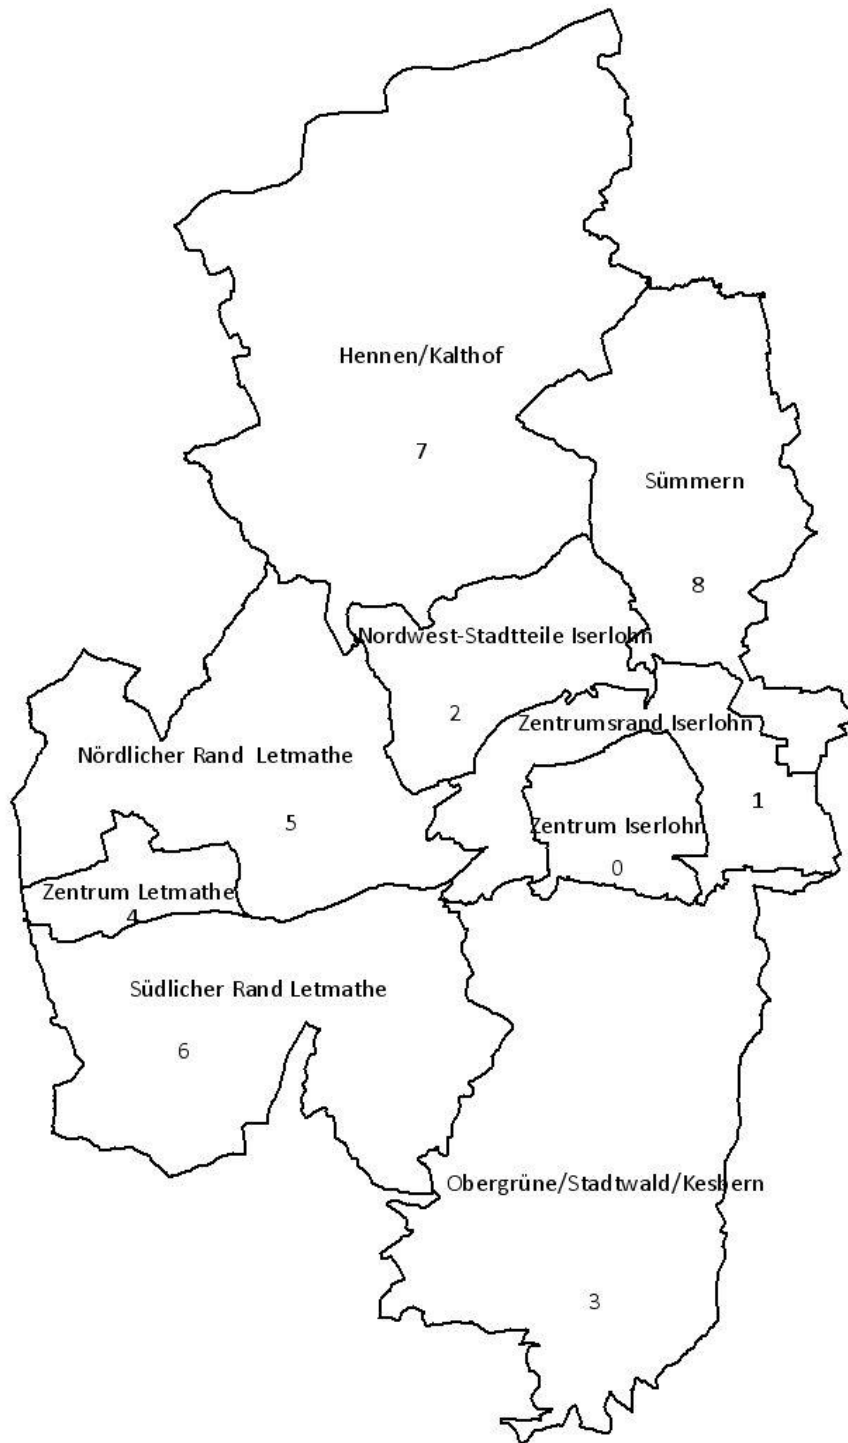 Hennen/Kalthof
7
Sümmern
8
Nordwest-Stadtteile Iserlohn
2
Zentrumsrand Iserlohn
Nördlicher Rand Letmathe
1
5
Zentrum Iserlohn
0
Zentrum Letmathe
4
Südlicher Rand Letmathe
6
Obergrüne/Stadtwald/Kesbern
3